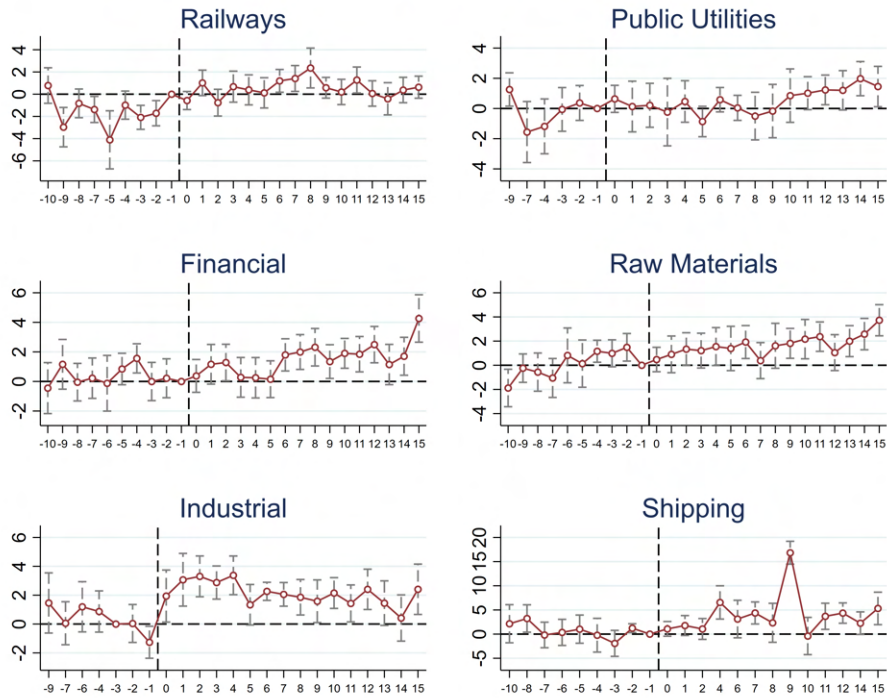 Railways
4
2
0
-2
-4
-6
-10 -9 -8 -7 -5 -4 -3 -2 -1 0 1 2 3 4 5 6 7 8 9 10 11 12 13 14 15
Public Utilities
4
2
0
-2
-4
-9 -7 -4 -3 -2 -1 0 1 2 3 4 5 6 7 8 9 10 11 12 13 14 15
Financial
6
4
2
0
-2
-10 -9 -8 -7 -6 -5 -4 -3 -2 -1 0 1 2 3 4 5 6 7 8 9 10 11 12 13 14 15
Raw Materials
6
4
2
0
-2
-4
-10 -9 -8 -7 -6 -5 -4 -3 -2 -1 0 1 2 3 4 5 6 7 8 9 10 11 12 13 14 15
Industrial
6
4
2
0
-2
-9 -7 -6 -4 -3 -2 -1 0 1 2 3 4 5 6 7 8 9 10 11 12 13 14 15
Shipping
20
15
10
5
0
-5
-10 -9 -7 -6 -5 -4 -3 -2 -1 0 1 2 3 4 5 6 7 8 9 10 11 12 13 14 15